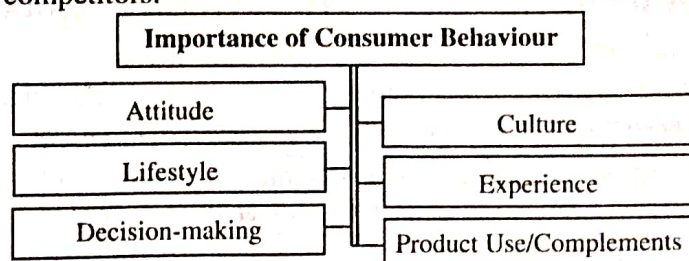 competitors.
Importance of Consumer Behaviour
Attitude
Culture
Lifestyle
Experience
Decision-making
Product Use/Complements